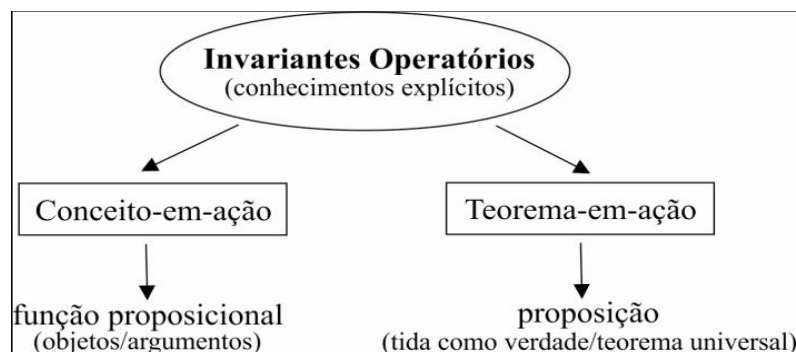 Invariantes Operatórios
(conhecimentos explícitos)
Conceito-em-ação
Teorema-em-ação
função proposicional
(objetos/argumentos)
proposição
(tida como verdade/teorema universal)